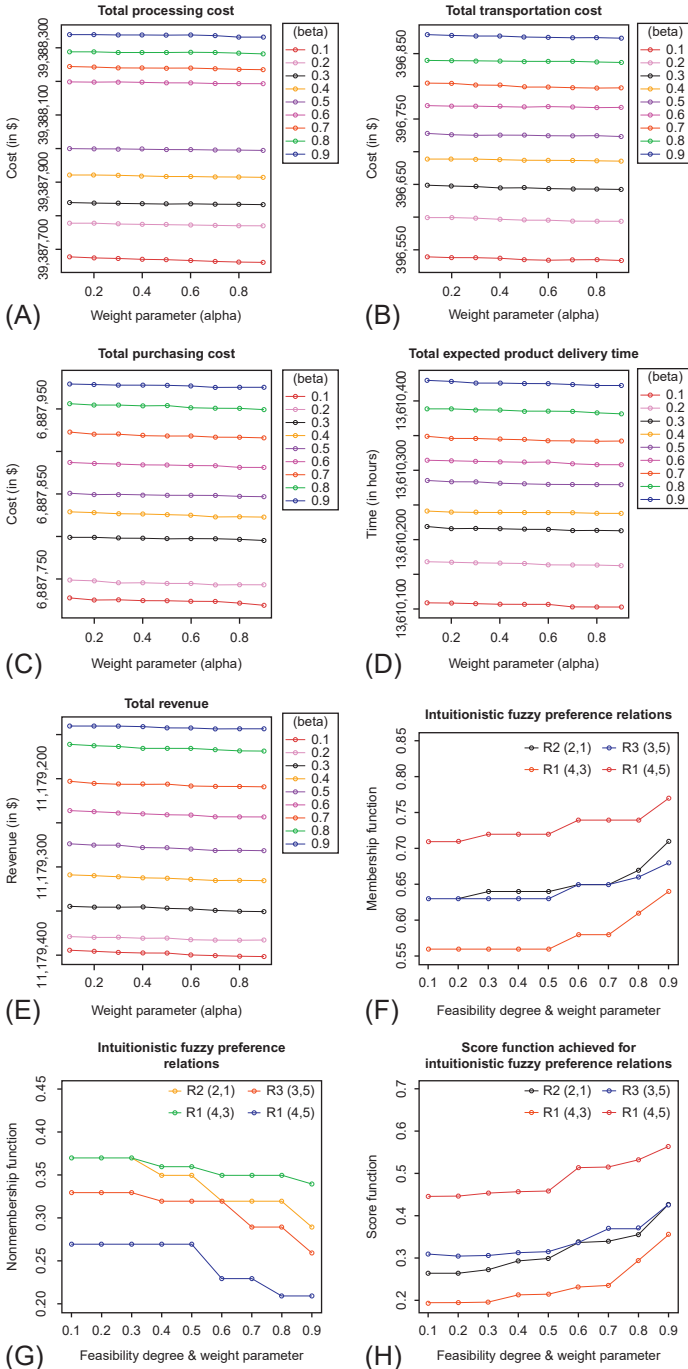 Total processing cost
Cost (in $)
39,388,300
39,388,100
39,387,900
39,387,700
0.2 0.4 0.6 0.8
Weight parameter (alpha)
(beta)
0.1
0.2
0.3
0.4
0.5
0.6
0.7
0.8
0.9
(A)
Total transportation cost
Cost (in $)
396,850
396,750
396,650
396,550
0.2 0.4 0.6 0.8
Weight parameter (alpha)
(beta)
0.1
0.2
0.3
0.4
0.5
0.6
0.7
0.8
0.9
(B)
Total purchasing cost
Cost (in $)
6,887,950
6,887,850
6,887,750
0.2 0.4 0.6 0.8
Weight parameter (alpha)
(beta)
0.1
0.2
0.3
0.4
0.5
0.6
0.7
0.8
0.9
(C)
Total expected product delivery time
Time (in hours)
13,610,400
13,610,300
13,610,200
13,610,100
0.2 0.4 0.6 0.8
Weight parameter (alpha)
(beta)
0.1
0.2
0.3
0.4
0.5
0.6
0.7
0.8
0.9
(D)
Total revenue
Revenue (in $)
11,179,200
11,179,300
11,179,400
0.2 0.4 0.6 0.8
Weight parameter (alpha)
(beta)
0.1
0.2
0.3
0.4
0.5
0.6
0.7
0.8
0.9
(E)
Intuitionistic fuzzy preference relations
R2 (2,1) R3 (3,5)
R1 (4,3) R1 (4,5)
Membership function
0.85
0.80
0.75
0.70
0.65
0.60
0.55
0.1 0.2 0.3 0.4 0.5 0.6 0.7 0.8 0.9
Feasibility degree & weight parameter
(F)
Intuitionistic fuzzy preference
relations
R2 (2,1) R3 (3,5)
R1 (4,3) R1 (4,5)
Nonmembership function
0.45
0.40
0.35
0.30
0.25
0.20
0.1 0.2 0.3 0.4 0.5 0.6 0.7 0.8 0.9
Feasibility degree & weight parameter
(G)
Score function achieved for
intuitionistic fuzzy preference relations
R2 (2,1) R3 (3,5)
R1 (4,3) R1 (4,5)
Score function
0.7
0.6
0.5
0.4
0.3
0.2
0.1 0.2 0.3 0.4 0.5 0.6 0.7 0.8 0.9
Feasibility degree & weight parameter
(H)